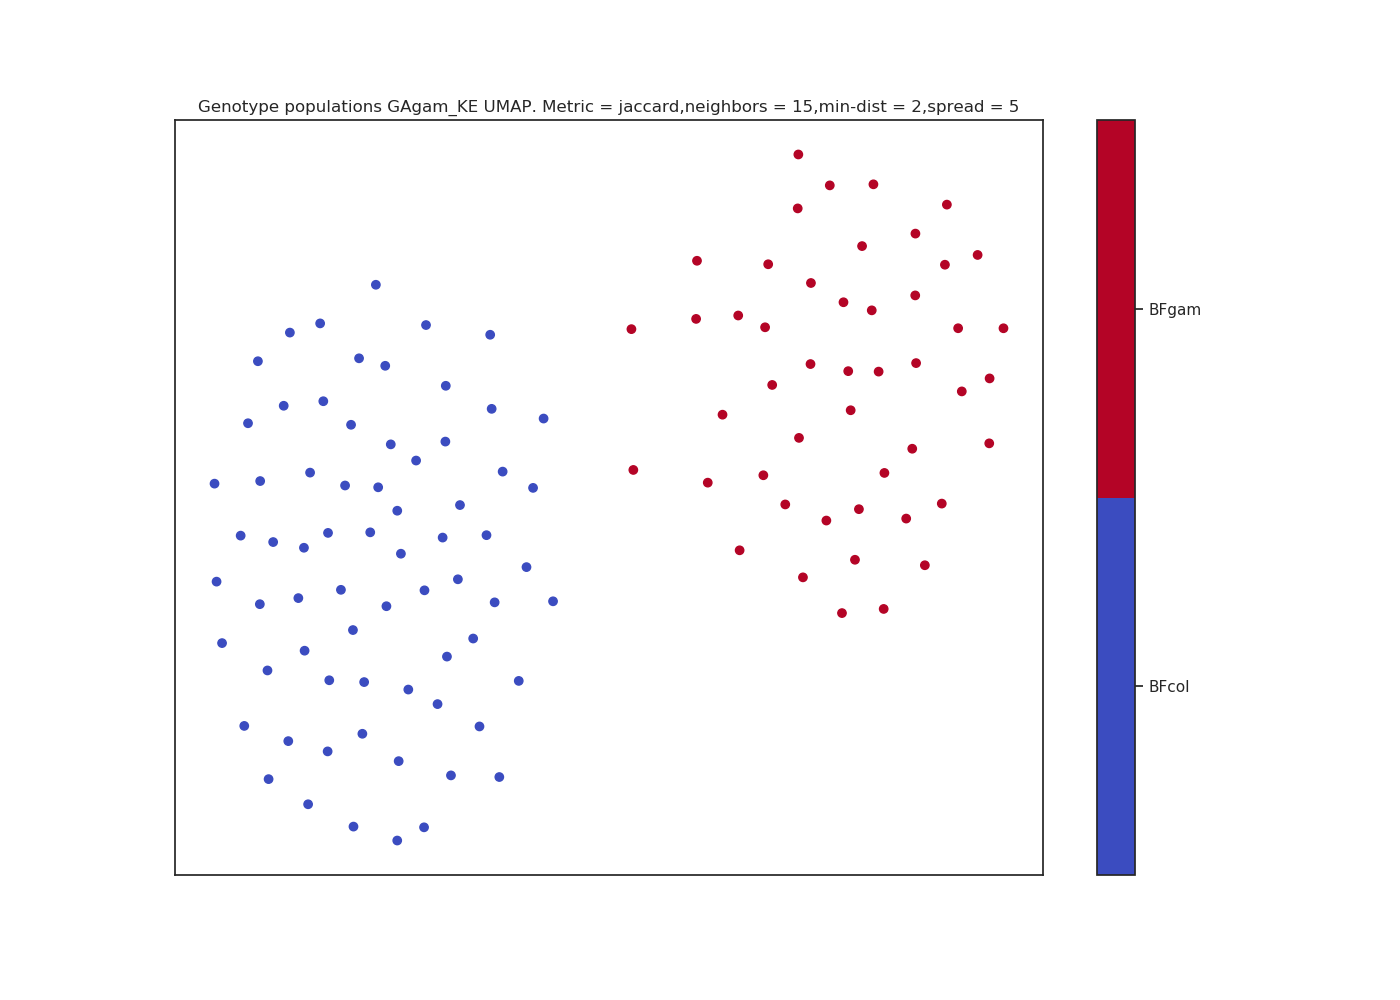 Genotype populations GAgam_KE UMAP. Metric = jaccard,neighbors = 15,min-dist = 2,spread = 5
BFgam
BFcol